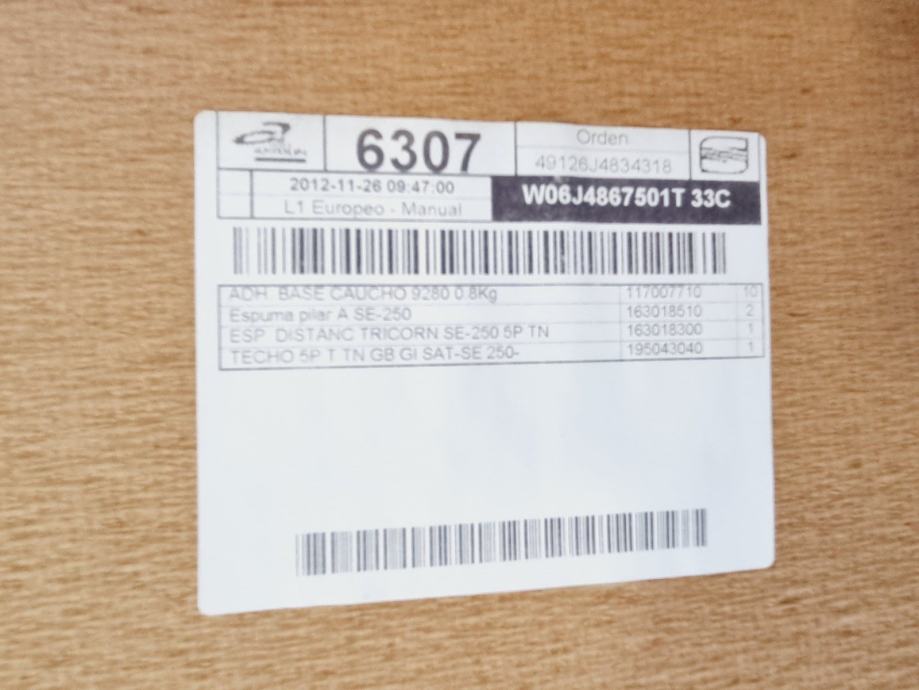 6307
Orden
49126J4834318
2012-11-26 09:47:00
L1 Europeo - Manual
W06J4867501T 33C
ADH. BASE CAUCHO 9280 0.8Kg 117007710 10
Espuma pilar A SE-250 163018510 2
ESP. DISTANC TRICORN SE-250 5P TN 163018300 1
TECHO 5P T TN GB GI SAT-SE 250- 195043040 1